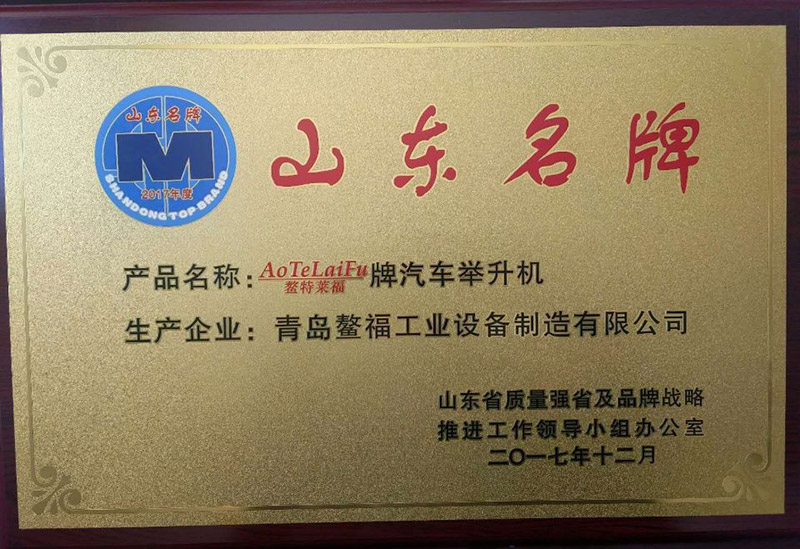 山东名牌
M
2017年度
SHANDONG TOP BRAND
山东名牌
产品名称：AoTeLaiFu牌汽车举升机
鳌特莱福
生产企业：青岛鳌福工业设备制造有限公司
山东省质量强省及品牌战略
推进工作领导小组办公室
二〇一七年十二月